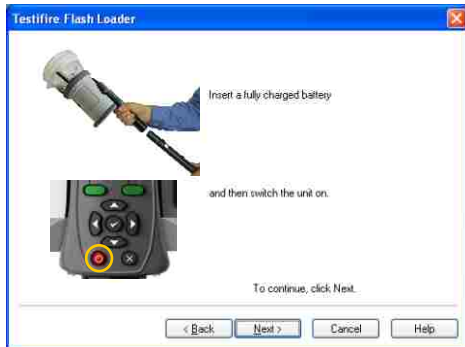 Testifire Flash Loader
Insert a fully charged battery
and then switch the unit on.
To continue, click Next.
< Back
Next >
Cancel
Help